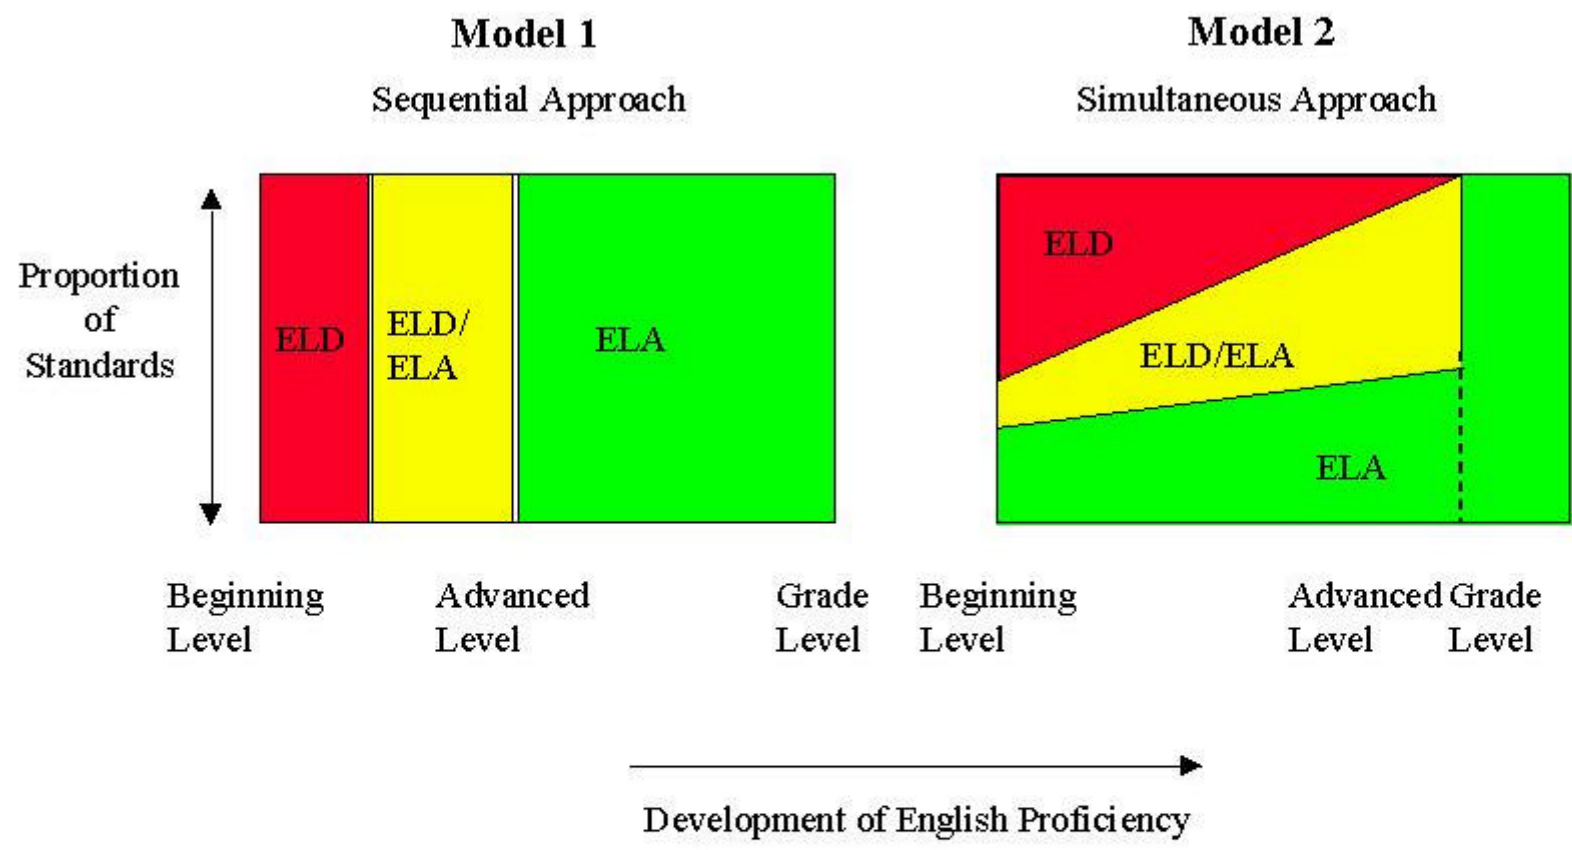 Model 1
Sequential Approach
Proportion
of
Standards
ELD
ELD/
ELA
ELA
Beginning
Level
Advanced
Level
Grade
Level
Model 2
Simultaneous Approach
ELD
ELD/ELA
ELA
Beginning
Level
Advanced
Level
Grade
Level
Development of English Proficiency